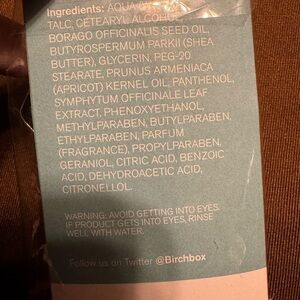 Ingredients: AQUA
TALC, CETEARYL ALCOHOL,
BORAGO OFFICINALIS SEED OIL,
BUTYROSPERMUM PARKII (SHEA
BUTTER), GLYCERIN, PEG-20
STEARATE, PRUNUS ARMENIACA
(APRICOT) KERNEL OIL, PANTHENOL,
SYMPHYTUM OFFICINALE LEAF
EXTRACT, PHENOXYETHANOL,
METHYLPARABEN, BUTYLPARABEN,
ETHYLPARABEN, PARFUM
(FRAGRANCE), PROPYLPARABEN,
GERANIOL, CITRIC ACID, BENZOIC
ACID, DEHYDROACETIC ACID,
CITRONELLOL.
WARNING: AVOID GETTING INTO EYES.
IF PRODUCT GETS INTO EYES, RINSE
WELL WITH WATER.
Follow us on Twitter @Birchbox